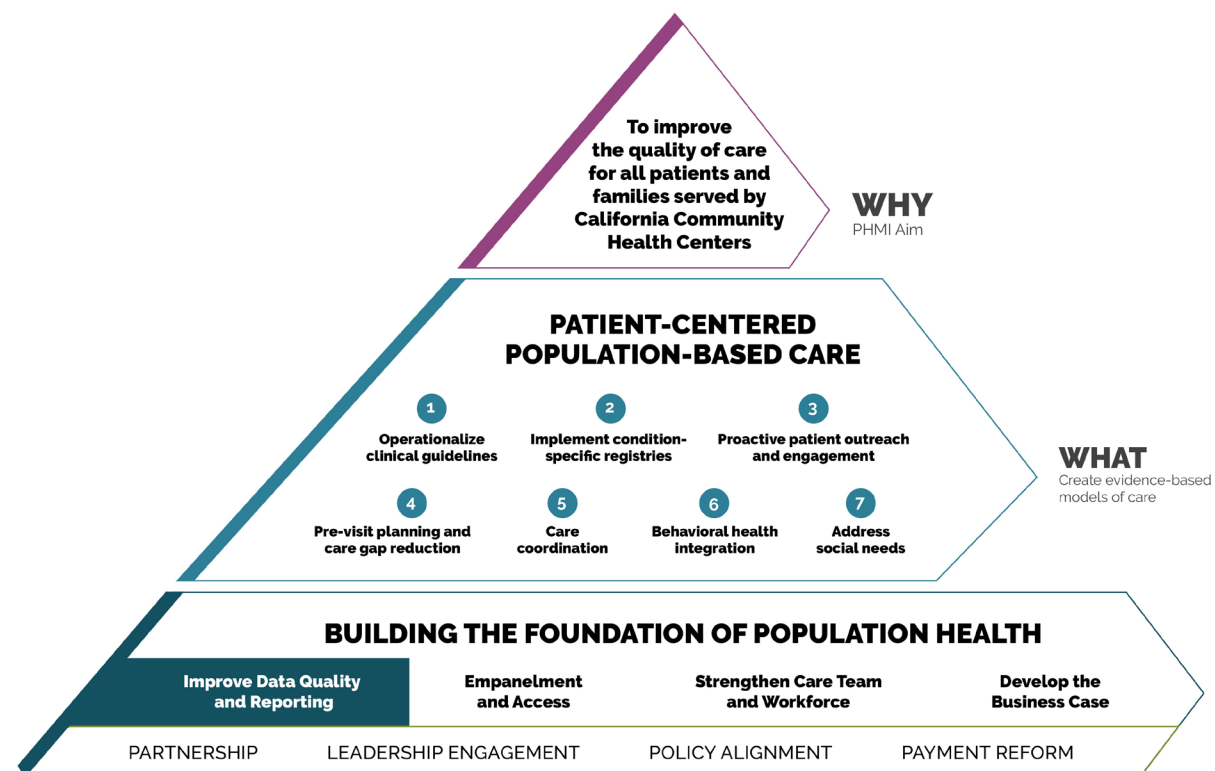 To improve
the quality of care
for all patients and
families served by
California Community
Health Centers
WHY
PHMI Aim
PATIENT-CENTERED
POPULATION-BASED CARE
1
Operationalize
clinical guidelines
2
Implement condition-
specific registries
3
Proactive patient outreach
and engagement
4
Pre-visit planning and
care gap reduction
5
Care
coordination
6
Behavioral health
integration
7
Address
social needs
WHAT
Create evidence-based
models of care
BUILDING THE FOUNDATION OF POPULATION HEALTH
Improve Data Quality
and Reporting
Empanelment
and Access
Strengthen Care Team
and Workforce
Develop the
Business Case
PARTNERSHIP
LEADERSHIP ENGAGEMENT
POLICY ALIGNMENT
PAYMENT REFORM